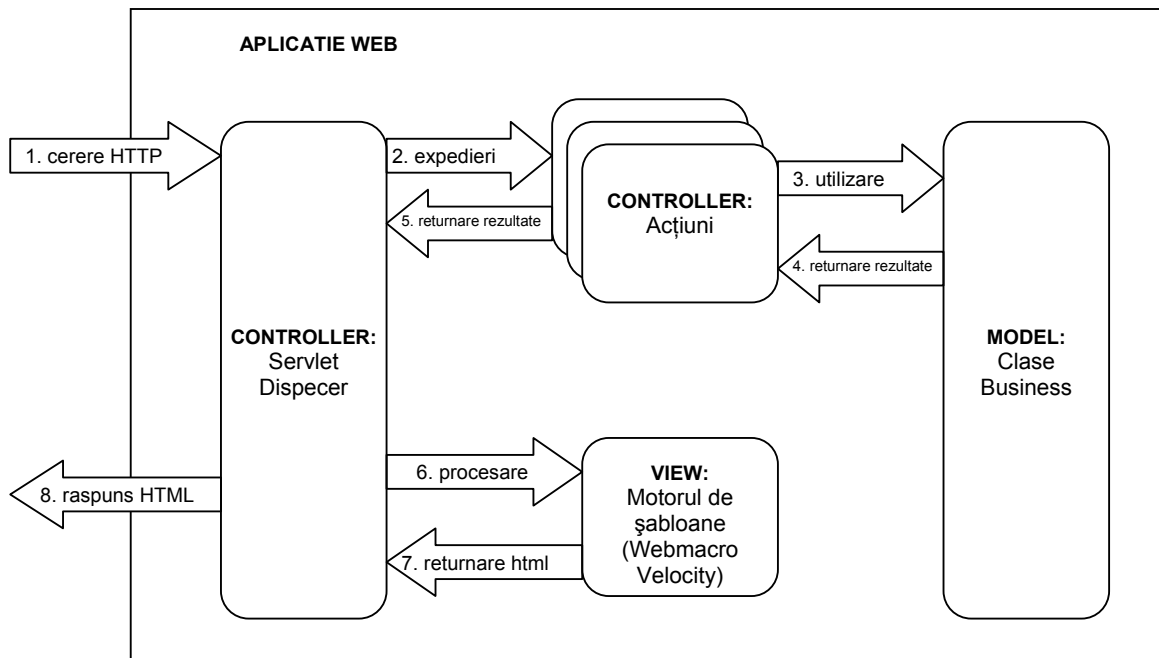 APLICATIE WEB
1. cerere HTTP
2. expedieri
3. utilizare
5. returnare rezultate
4. returnare rezultate
CONTROLLER:
Acțiuni
CONTROLLER:
Servlet
Dispecer
MODEL:
Clase
Business
6. procesare
8. raspuns HTML
7. returnare html
VIEW:
Motorul de
şabloane
(Webmacro
Velocity)